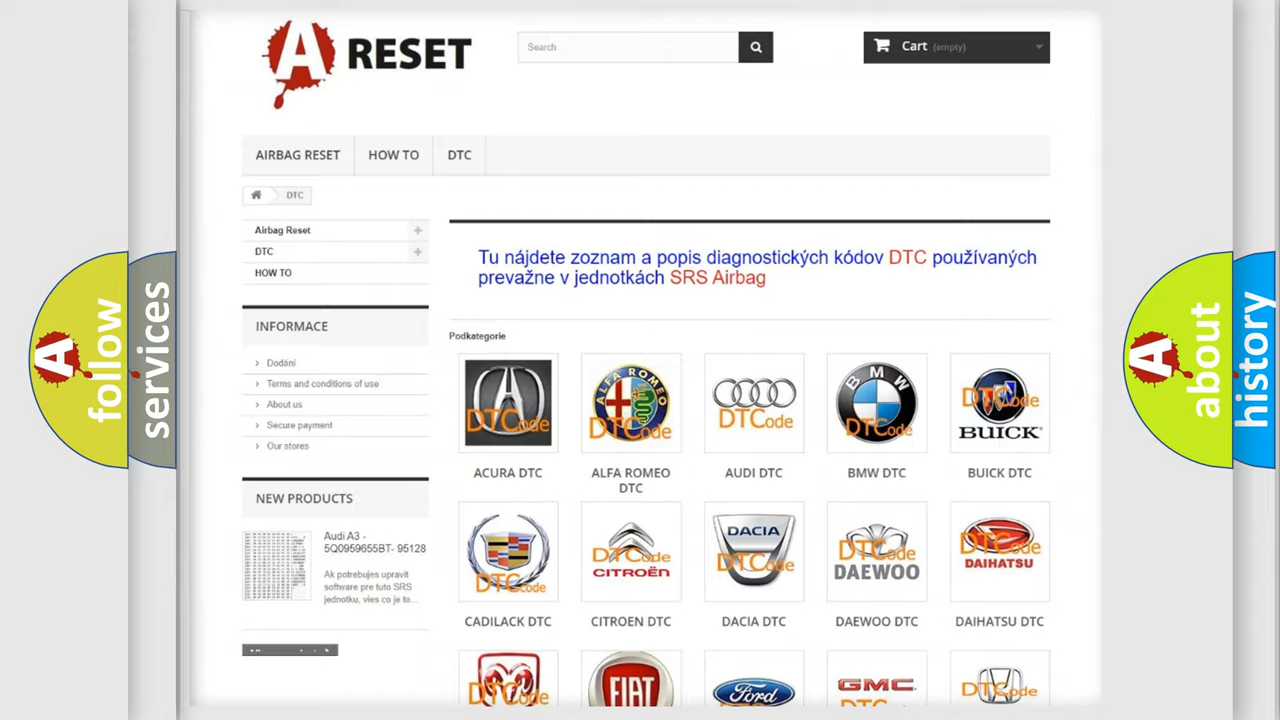 A RESET
Search
Cart (empty)
AIRBAG RESET
HOW TO
DTC
DTC
Airbag Reset
DTC
HOW TO
INFORMACE
Dodání
Terms and conditions of use
About us
Secure payment
Our stores
NEW PRODUCTS
Audi A3 -
5Q0959655BT- 95128
Ak potrebujes upravit
software pre tuto SRS
jednotku, vies co je to...
Tu nájdete zoznam a popis diagnostických kódov DTC používaných
prevažne v jednotkách SRS Airbag
Podkategorie
DTCode
ALFA ROMEO
DTCode
DTCode
BMW
DTCode
DTCode
BUICK
ACURA DTC
ALFA ROMEO
DTC
AUDI DTC
BMW DTC
BUICK DTC
DTCode
DTCode
CITROËN
DACIA
DTCode
DTCode
DAEWOO
DTCode
DAIHATSU
CADILACK DTC
CITROEN DTC
DACIA DTC
DAEWOO DTC
DAIHATSU DTC
DTCode
FIAT
Ford
GMC
DTCode
A follow
services
A about
history